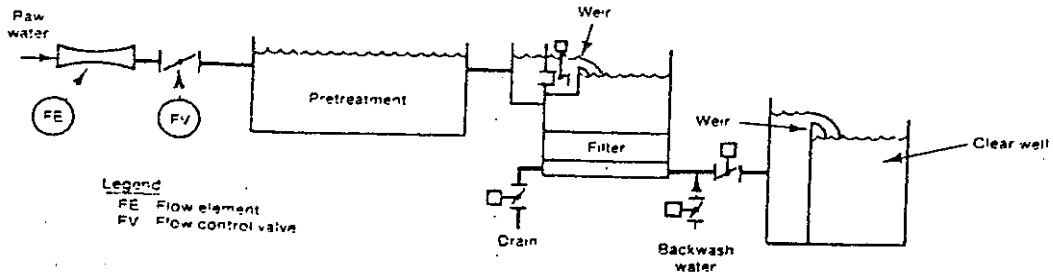 Raw
water
FE
FV
Pretreatment
Weir
Filter
Weir
Clear well
Legend
FE Flow element
FV Flow control valve
Drain
Backwash
water